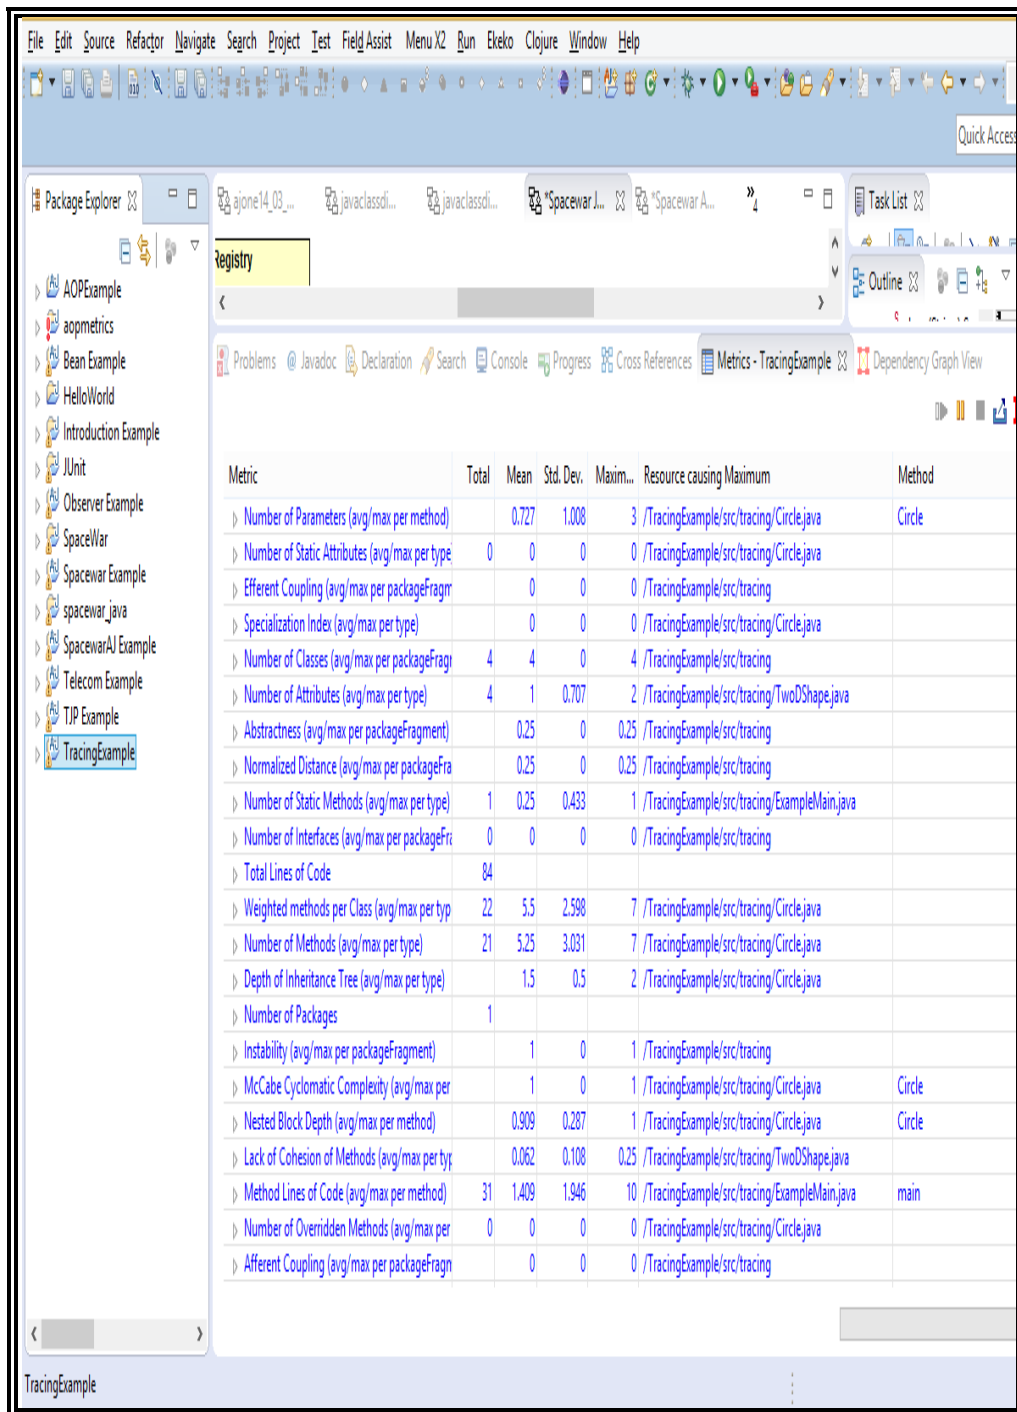 File Edit Source Refactor Navigate Search Project Test Field Assist Menu X2 Run Ekeko Clojure Window Help
Quick Access
Package Explorer
ajone14_03_...
javaclassdi...
javaclassdi...
*Spacewar J...
*Spacewar A...
»4
Task List
Registry
Outline
AOPExample
aopmetrics
Bean Example
HelloWorld
Introduction Example
JUnit
Observer Example
SpaceWar
Spacewar Example
spacewar_java
SpacewarAJ Example
Telecom Example
TJP Example
TracingExample
Problems @ Javadoc Declaration Search Console Progress Cross References Metrics - TracingExample Dependency Graph View
Metric Total Mean Std. Dev. Maxim... Resource causing Maximum Method
Number of Parameters (avg/max per method) 0.727 1.008 3 /TracingExample/src/tracing/Circle.java Circle
Number of Static Attributes (avg/max per type) 0 0 0 0 /TracingExample/src/tracing/Circle.java
Efferent Coupling (avg/max per packageFragm 0 0 0 /TracingExample/src/tracing
Specialization Index (avg/max per type) 0 0 0 /TracingExample/src/tracing/Circle.java
Number of Classes (avg/max per packageFragr 4 4 0 4 /TracingExample/src/tracing
Number of Attributes (avg/max per type) 4 1 0.707 2 /TracingExample/src/tracing/TwoDShape.java
Abstractness (avg/max per packageFragment) 0.25 0 0.25 /TracingExample/src/tracing
Normalized Distance (avg/max per packageFra 0.25 0 0.25 /TracingExample/src/tracing
Number of Static Methods (avg/max per type) 1 0.25 0.433 1 /TracingExample/src/tracing/ExampleMain.java
Number of Interfaces (avg/max per packageFra 0 0 0 0 /TracingExample/src/tracing
Total Lines of Code 84
Weighted methods per Class (avg/max per typ 22 5.5 2.598 7 /TracingExample/src/tracing/Circle.java
Number of Methods (avg/max per type) 21 5.25 3.031 7 /TracingExample/src/tracing/Circle.java
Depth of Inheritance Tree (avg/max per type) 1.5 0.5 2 /TracingExample/src/tracing/Circle.java
Number of Packages 1
Instability (avg/max per packageFragment) 1 0 1 /TracingExample/src/tracing
McCabe Cyclomatic Complexity (avg/max per 1 0 1 /TracingExample/src/tracing/Circle.java Circle
Nested Block Depth (avg/max per method) 0.909 0.287 1 /TracingExample/src/tracing/Circle.java Circle
Lack of Cohesion of Methods (avg/max per typ 0.062 0.108 0.25 /TracingExample/src/tracing/TwoDShape.java
Method Lines of Code (avg/max per method) 31 1.409 1.946 10 /TracingExample/src/tracing/ExampleMain.java main
Number of Overridden Methods (avg/max per 0 0 0 0 /TracingExample/src/tracing/Circle.java
Afferent Coupling (avg/max per packageFragn 0 0 0 /TracingExample/src/tracing
TracingExample